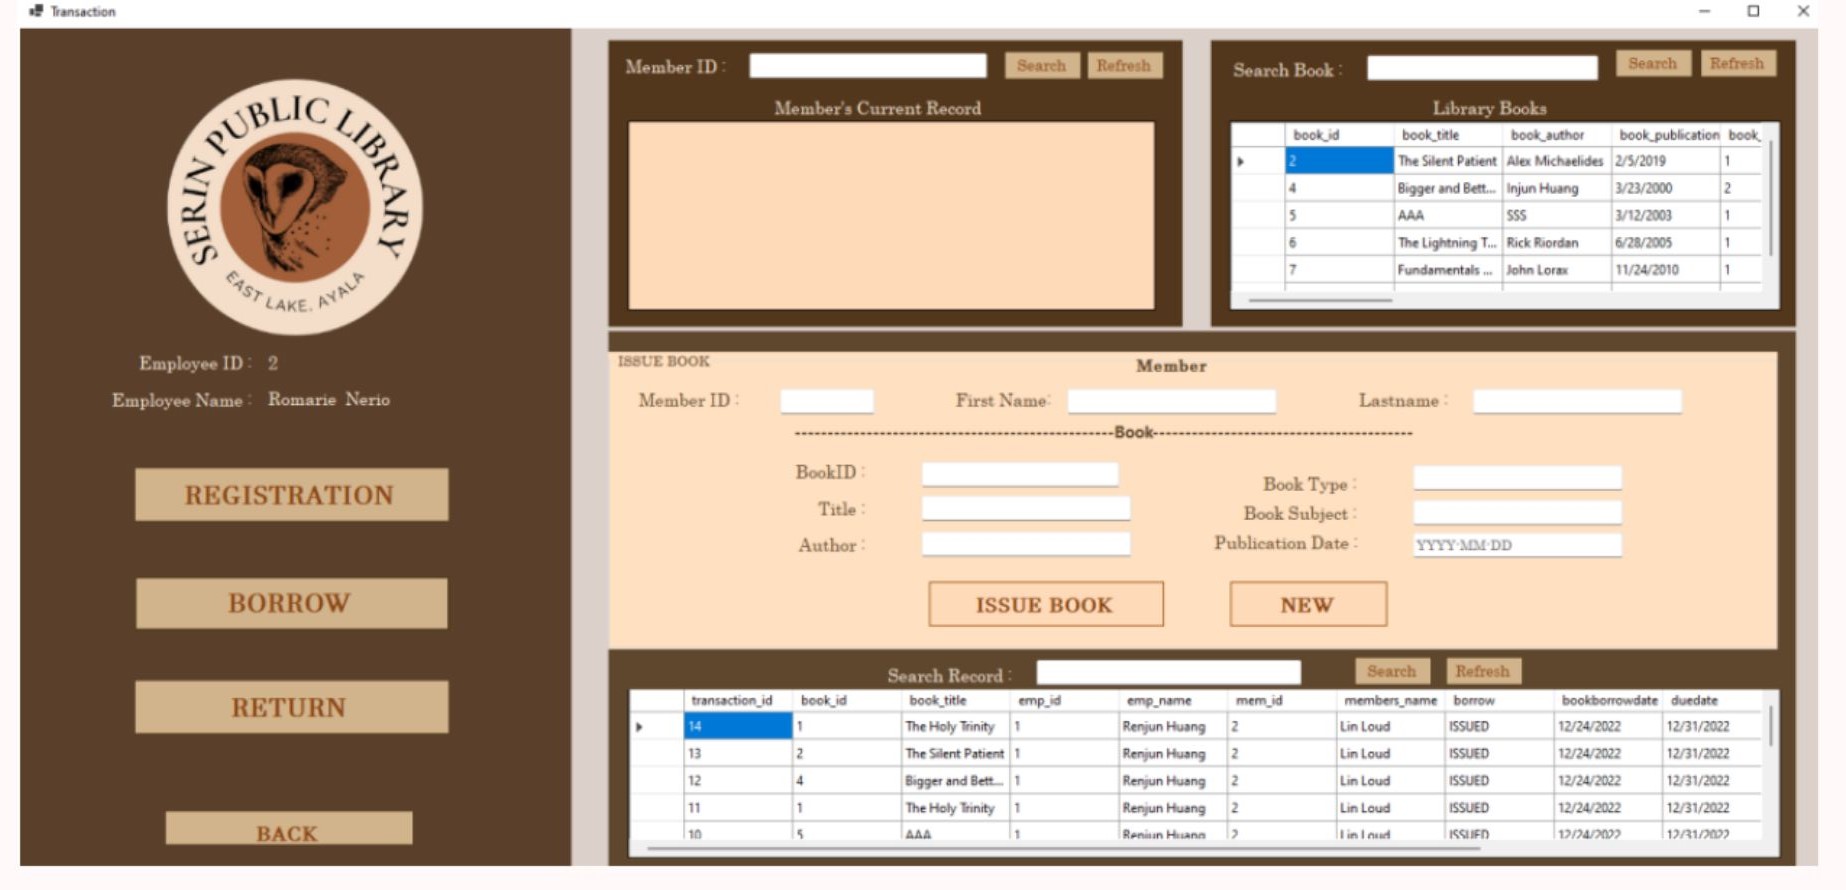 Transaction
SERIN PUBLIC LIBRARY
EAST LAKE, AYALA
Employee ID : 2
Employee Name : Romarie Nerio
REGISTRATION
BORROW
RETURN
BACK
Member ID : Search Refresh
Member's Current Record
Search Book : Search Refresh
Library Books
book_id book_title book_author book_publication book_
2 The Silent Patient Alex Michaelides 2/5/2019 1
4 Bigger and Bett... Injun Huang 3/23/2000 2
5 AAA SSS 3/12/2003 1
6 The Lightning T... Rick Riordan 6/28/2005 1
7 Fundamentals ... John Lorax 11/24/2010 1
ISSUE BOOK
Member
Member ID : First Name: Lastname :
------------------------------------------------Book---------------------------------------
BookID :
Title :
Author :
Book Type :
Book Subject :
Publication Date : YYYY-MM-DD
ISSUE BOOK NEW
Search Record : Search Refresh
transaction_id book_id book_title emp_id emp_name mem_id members_name borrow bookborrowdate duedate
14 1 The Holy Trinity 1 Renjun Huang 2 Lin Loud ISSUED 12/24/2022 12/31/2022
13 2 The Silent Patient 1 Renjun Huang 2 Lin Loud ISSUED 12/24/2022 12/31/2022
12 4 Bigger and Bett... 1 Renjun Huang 2 Lin Loud ISSUED 12/24/2022 12/31/2022
11 1 The Holy Trinity 1 Renjun Huang 2 Lin Loud ISSUED 12/24/2022 12/31/2022
10 5 AAA 1 Renjun Huang 2 Lin Loud ISSUED 12/24/2022 12/31/2022